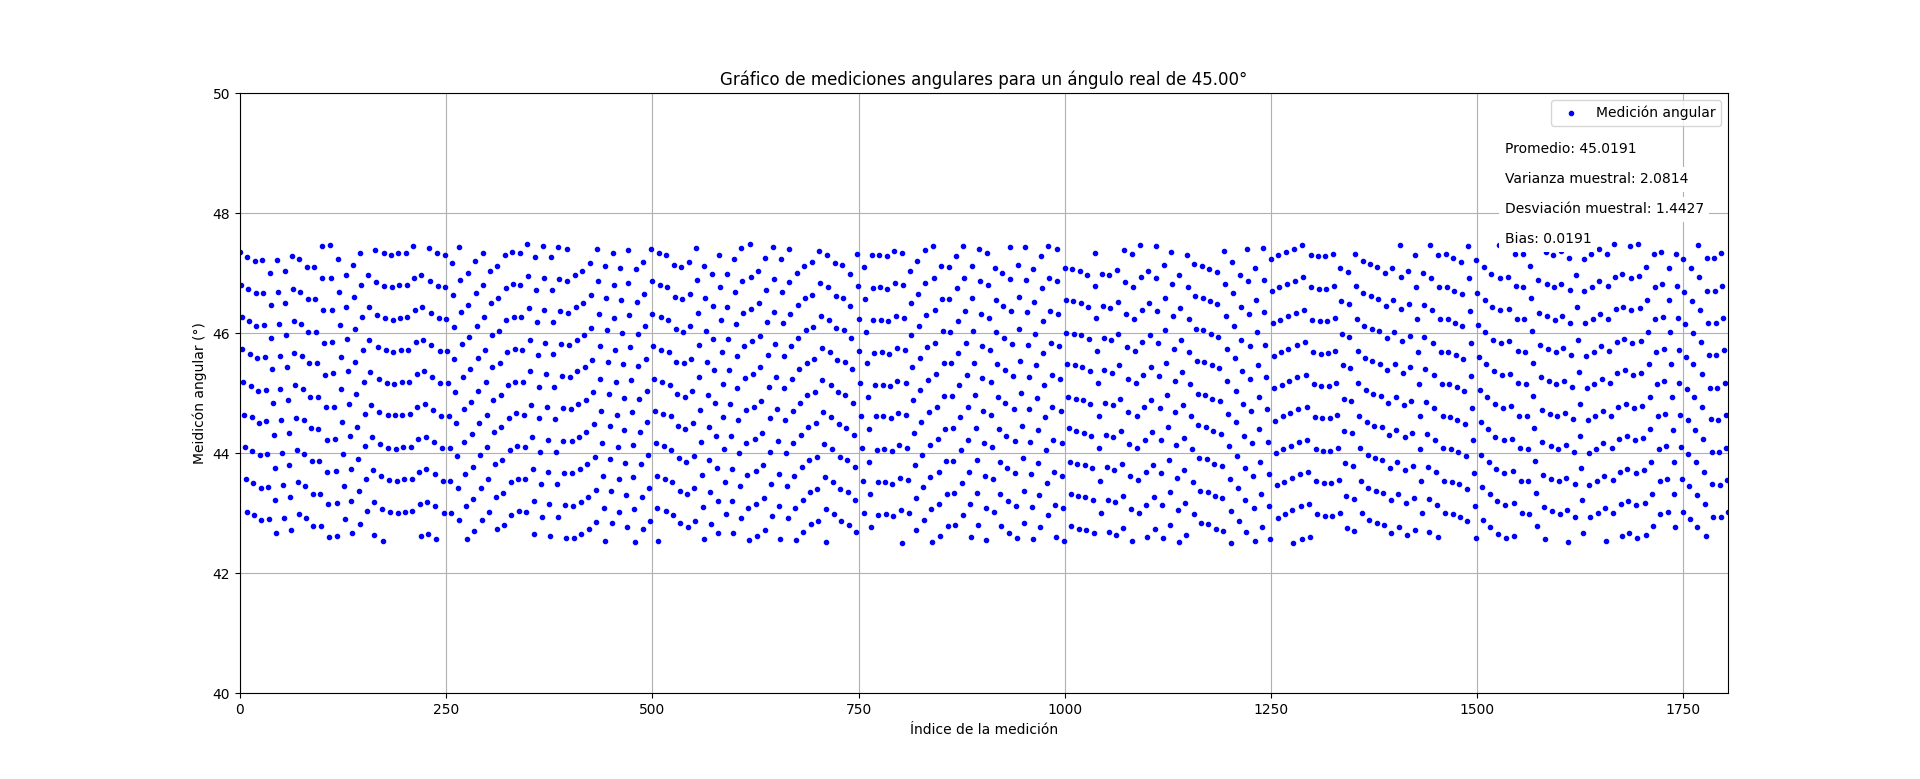 Gráfico de mediciones angulares para un ángulo real de 45.00°
Medición angular
Promedio: 45.0191
Varianza muestral: 2.0814
Desviación muestral: 1.4427
Bias: 0.0191
Meidicón angular (°)
50
48
46
44
42
40
0 250 500 750 1000 1250 1500 1750
Índice de la medición